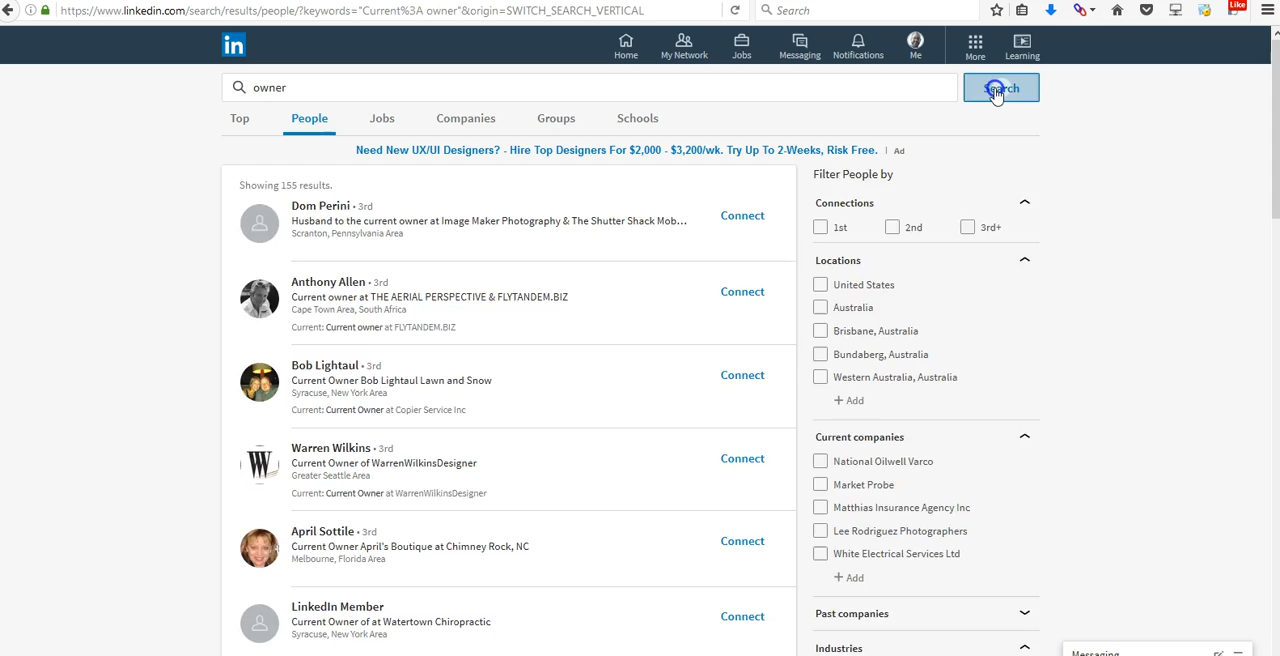 https://www.linkedin.com/search/results/people/?keywords="Current%3A owner"&origin=SWITCH_SEARCH_VERTICAL
Search
Like
in
Home
My Network
Jobs
Messaging
Notifications
Me
More
Learning
owner
Search
Top
People
Jobs
Companies
Groups
Schools
Need New UX/UI Designers? - Hire Top Designers For $2,000 - $3,200/wk. Try Up To 2-Weeks, Risk Free. | Ad
Showing 155 results.
Dom Perini • 3rd
Husband to the current owner at Image Maker Photography & The Shutter Shack Mob...
Scranton, Pennsylvania Area
Connect
Anthony Allen • 3rd
Current owner at THE AERIAL PERSPECTIVE & FLYTANDEM.BIZ
Cape Town Area, South Africa
Current: Current owner at FLYTANDEM.BIZ
Connect
Bob Lightaul • 3rd
Current Owner Bob Lightaul Lawn and Snow
Syracuse, New York Area
Current: Current Owner at Copier Service Inc
Connect
W
Warren Wilkins • 3rd
Current Owner of WarrenWilkinsDesigner
Greater Seattle Area
Current: Current Owner at WarrenWilkinsDesigner
Connect
April Sottile • 3rd
Current Owner April's Boutique at Chimney Rock, NC
Melbourne, Florida Area
Connect
LinkedIn Member
Current Owner of at Watertown Chiropractic
Syracuse, New York Area
Connect
Filter People by
Connections
1st
2nd
3rd+
Locations
United States
Australia
Brisbane, Australia
Bundaberg, Australia
Western Australia, Australia
+ Add
Current companies
National Oilwell Varco
Market Probe
Matthias Insurance Agency Inc
Lee Rodriguez Photographers
White Electrical Services Ltd
+ Add
Past companies
Industries
Messaging